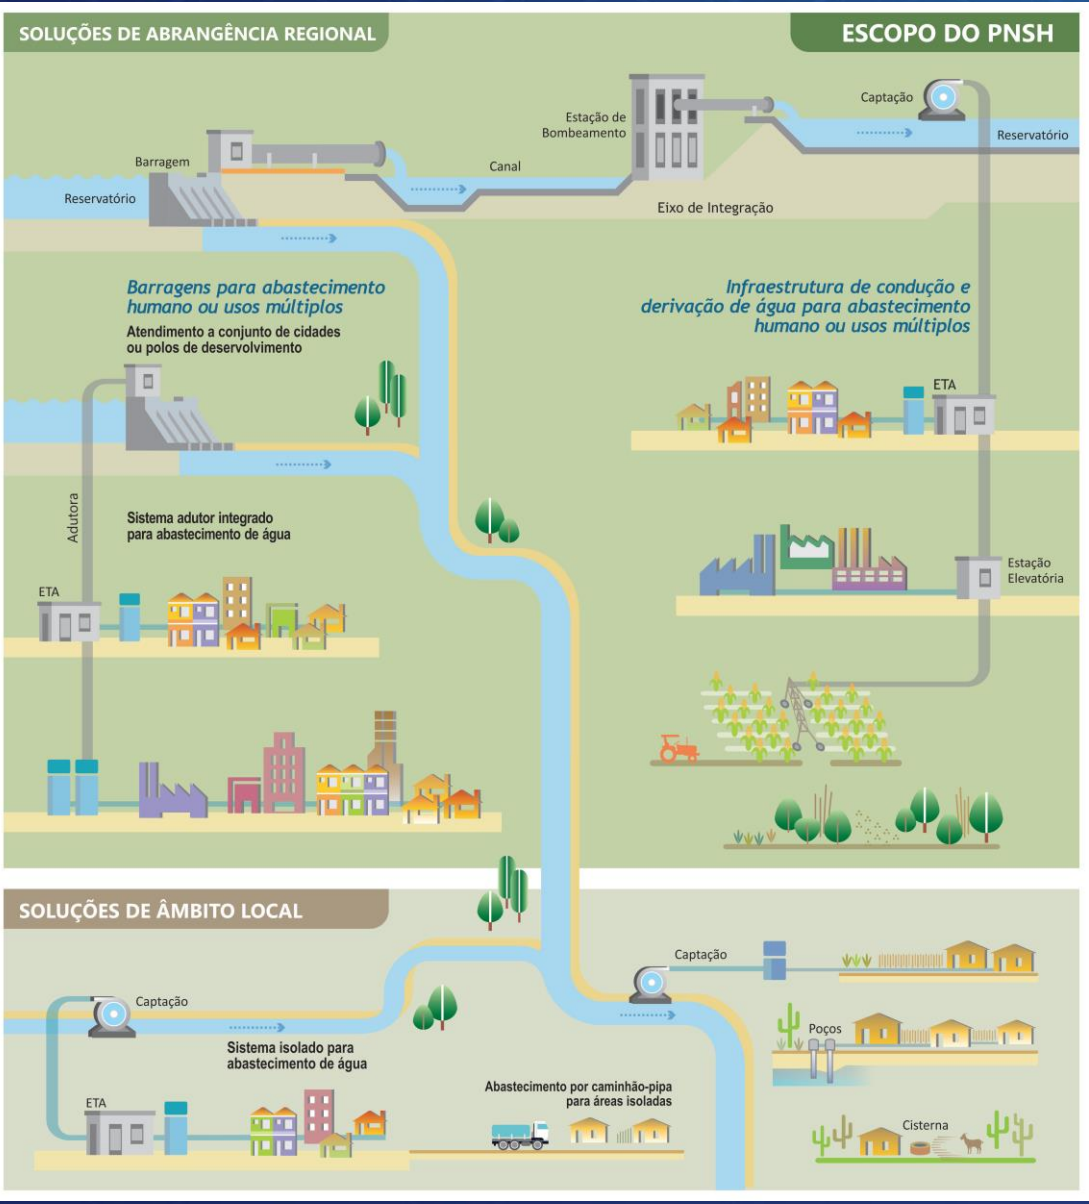 SOLUÇÕES DE ABRANGÊNCIA REGIONAL
ESCOPO DO PNSH
Captação
Reservatório
Estação de
Bombeamento
Barragem
Canal
Reservatório
Eixo de Integração
Barragens para abastecimento
humano ou usos múltiplos
Atendimento a conjunto de cidades
ou polos de deservolvimento
Infraestrutura de condução e
derivação de água para abastecimento
humano ou usos múltiplos
ETA
Adutora
Sistema adutor integrado
para abastecimento de água
Estação
Elevatória
ETA
SOLUÇÕES DE ÂMBITO LOCAL
Captação
Captação
Sistema isolado para
abastecimento de água
Poços
Abastecimento por caminhão-pipa
para áreas isoladas
ETA
Cisterna